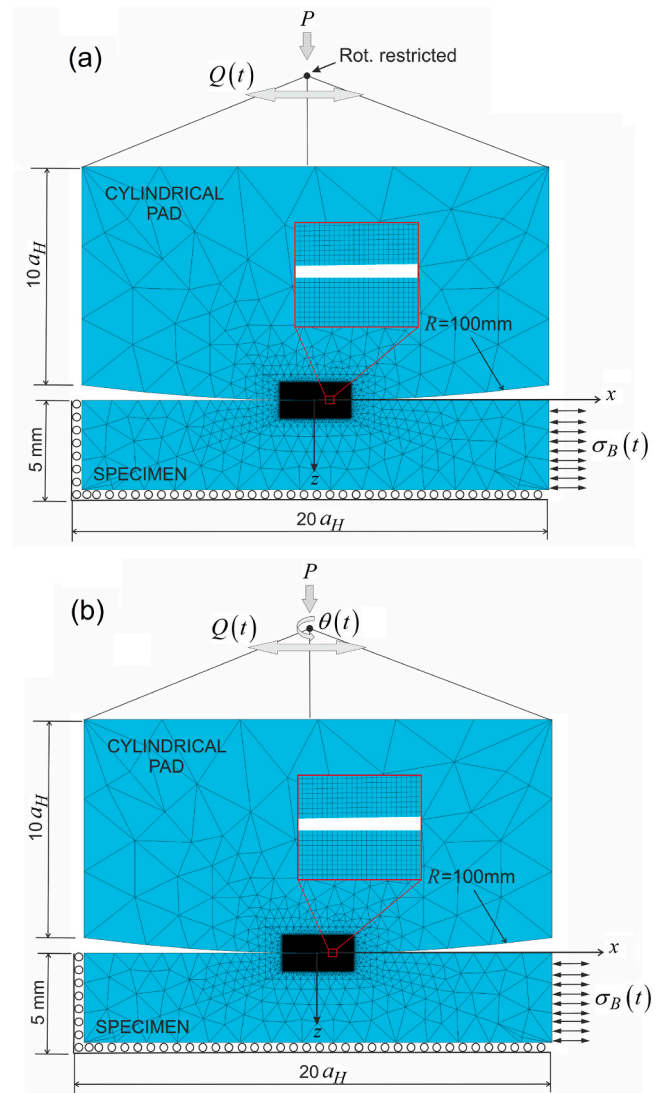 (a)
P
Rot. restricted
Q(t)
CYLINDRICAL
PAD
10 a_H
R=100mm
x
5 mm
σ_B(t)
SPECIMEN
z
20 a_H
(b)
P
Q(t)
θ(t)
CYLINDRICAL
PAD
10 a_H
R=100mm
x
5 mm
σ_B(t)
SPECIMEN
z
20 a_H